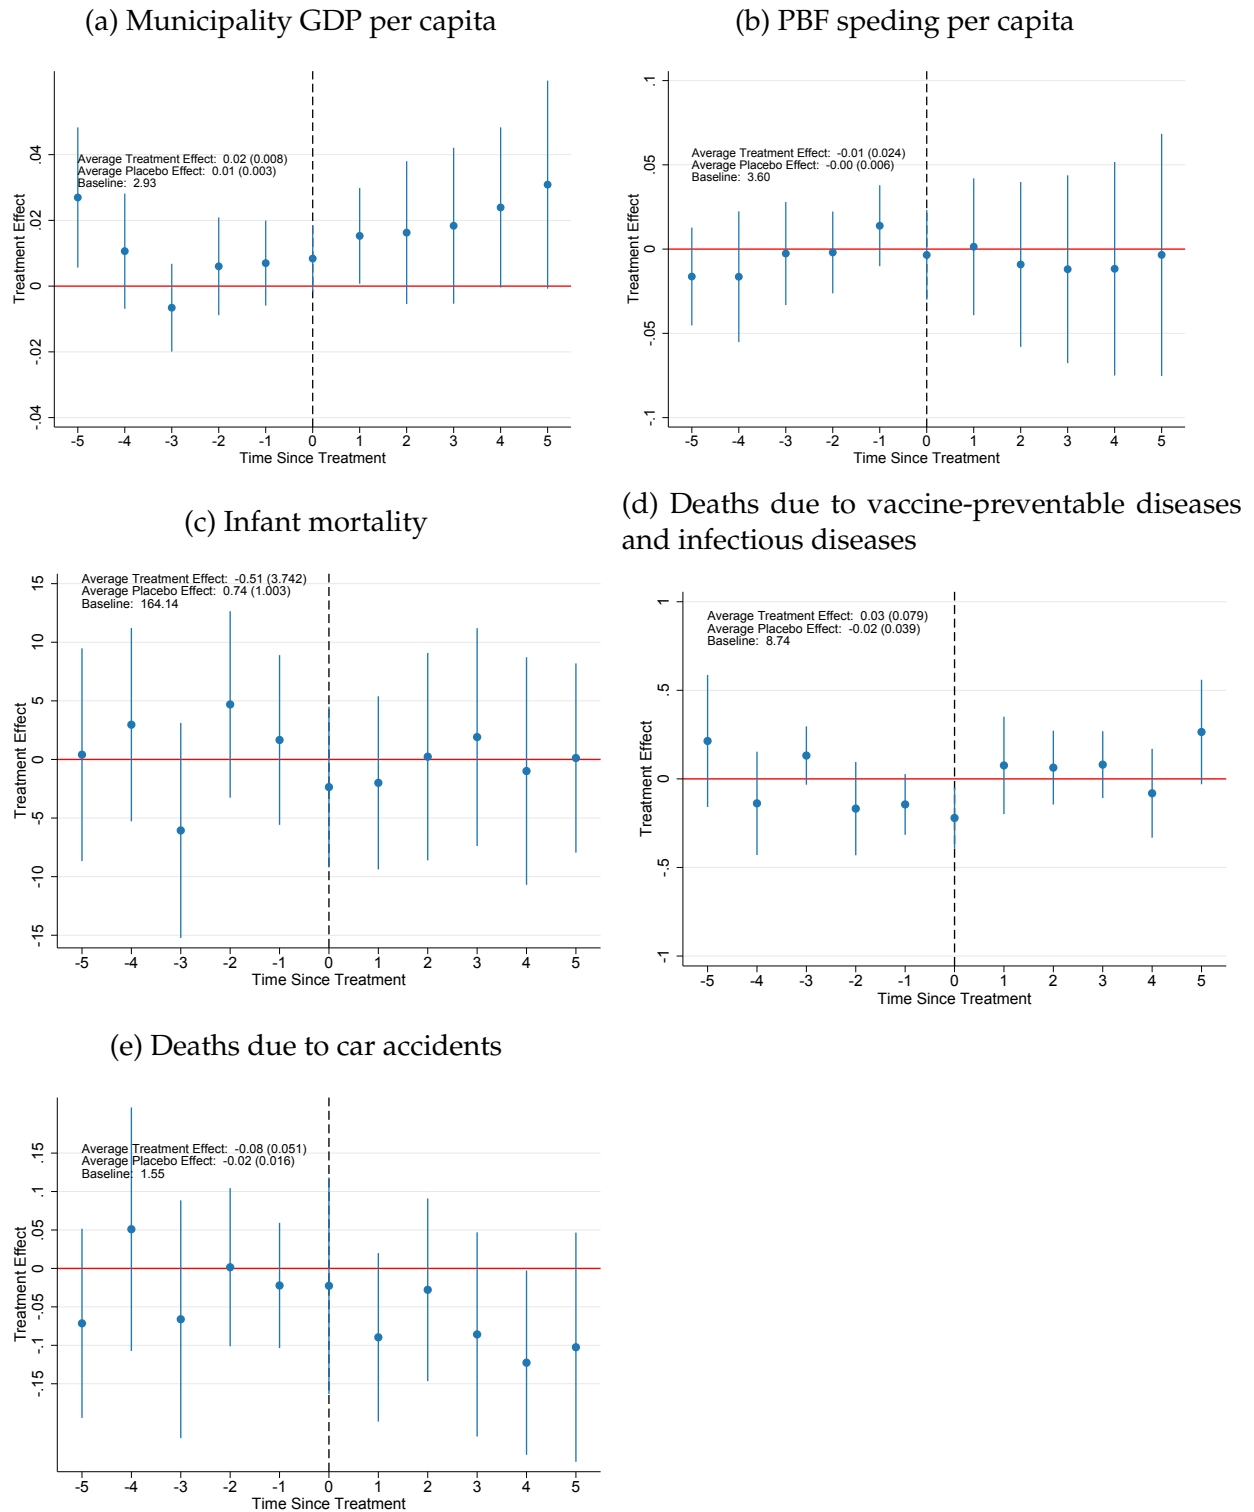 (a) Municipality GDP per capita
.04
.02
0
-.02
-.04
Treatment Effect
Average Treatment Effect: 0.02 (0.008)
Average Placebo Effect: 0.01 (0.003)
Baseline: 2.93
-5 -4 -3 -2 -1 0 1 2 3 4 5
Time Since Treatment
(b) PBF speding per capita
.1
.05
0
-.05
-.1
Treatment Effect
Average Treatment Effect: -0.01 (0.024)
Average Placebo Effect: -0.00 (0.006)
Baseline: 3.60
-5 -4 -3 -2 -1 0 1 2 3 4 5
Time Since Treatment
(c) Infant mortality
15
10
5
0
-5
-10
-15
Treatment Effect
Average Treatment Effect: -0.51 (3.742)
Average Placebo Effect: 0.74 (1.003)
Baseline: 164.14
-5 -4 -3 -2 -1 0 1 2 3 4 5
Time Since Treatment
(d) Deaths due to vaccine-preventable diseases
and infectious diseases
1
.5
0
-.5
-1
Treatment Effect
Average Treatment Effect: 0.03 (0.079)
Average Placebo Effect: -0.02 (0.039)
Baseline: 8.74
-5 -4 -3 -2 -1 0 1 2 3 4 5
Time Since Treatment
(e) Deaths due to car accidents
.15
.1
.05
0
-.05
-.1
-.15
Treatment Effect
Average Treatment Effect: -0.08 (0.051)
Average Placebo Effect: -0.02 (0.016)
Baseline: 1.55
-5 -4 -3 -2 -1 0 1 2 3 4 5
Time Since Treatment